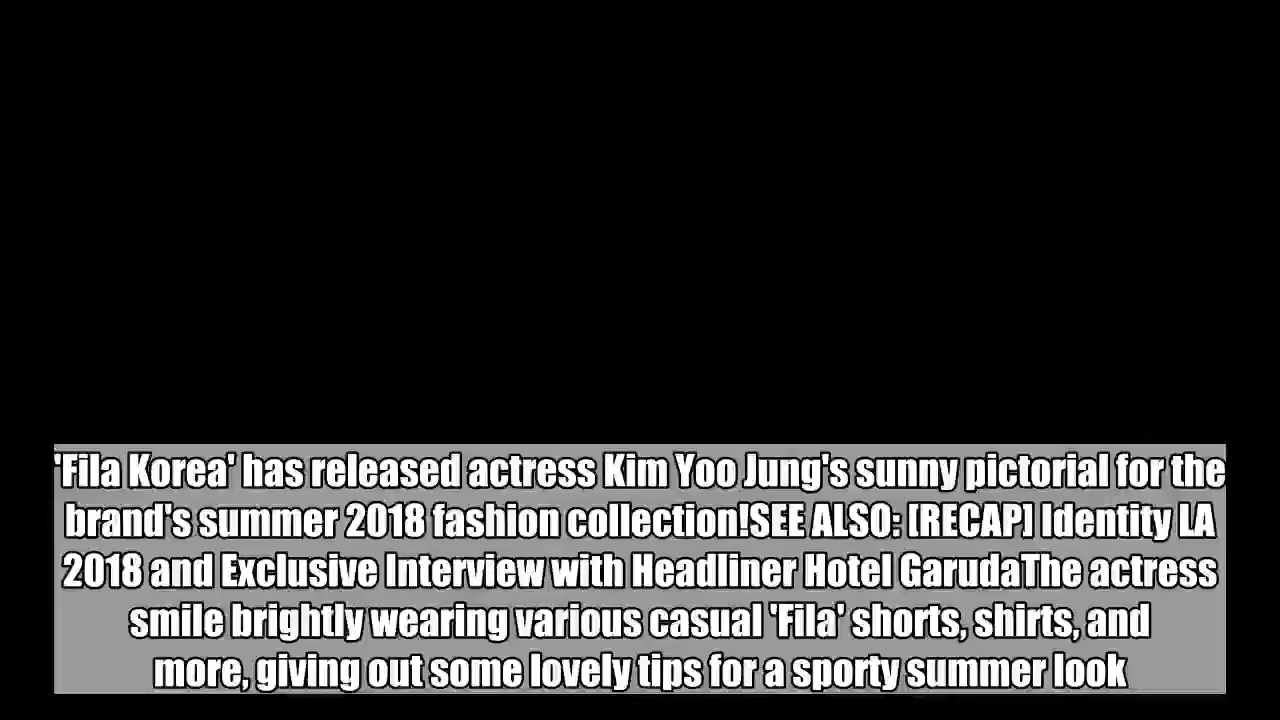 'Fila Korea' has released actress Kim Yoo Jung's sunny pictorial for the
brand's summer 2018 fashion collection!SEE ALSO: [RECAP] Identity LA
2018 and Exclusive Interview with Headliner Hotel GarudaThe actress
smile brightly wearing various casual 'Fila' shorts, shirts, and
more, giving out some lovely tips for a sporty summer look